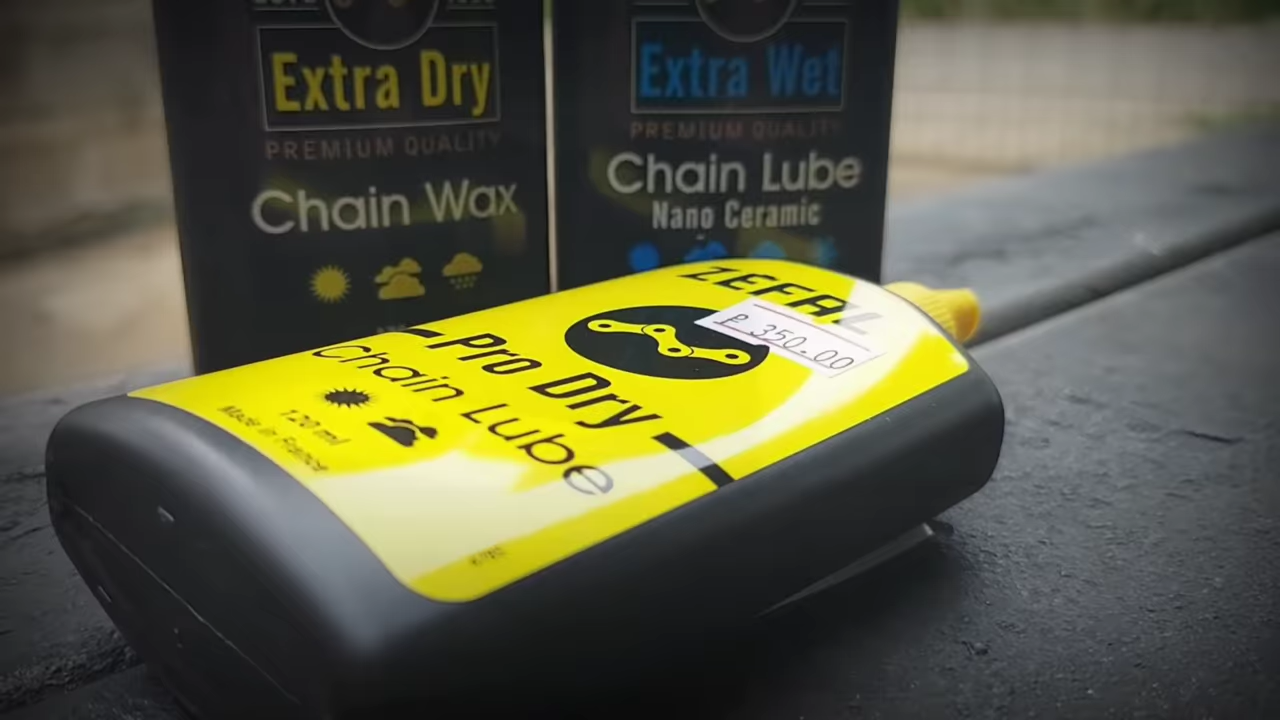 Extra Dry
PREMIUM QUALITY
Chain Wax
Extra Wet
PREMIUM QUALITY
Chain Lube
Nano Ceramic
ZEFAL
₱ 350.00
Pro Dry
Chain Lube
120 ml
Made in France